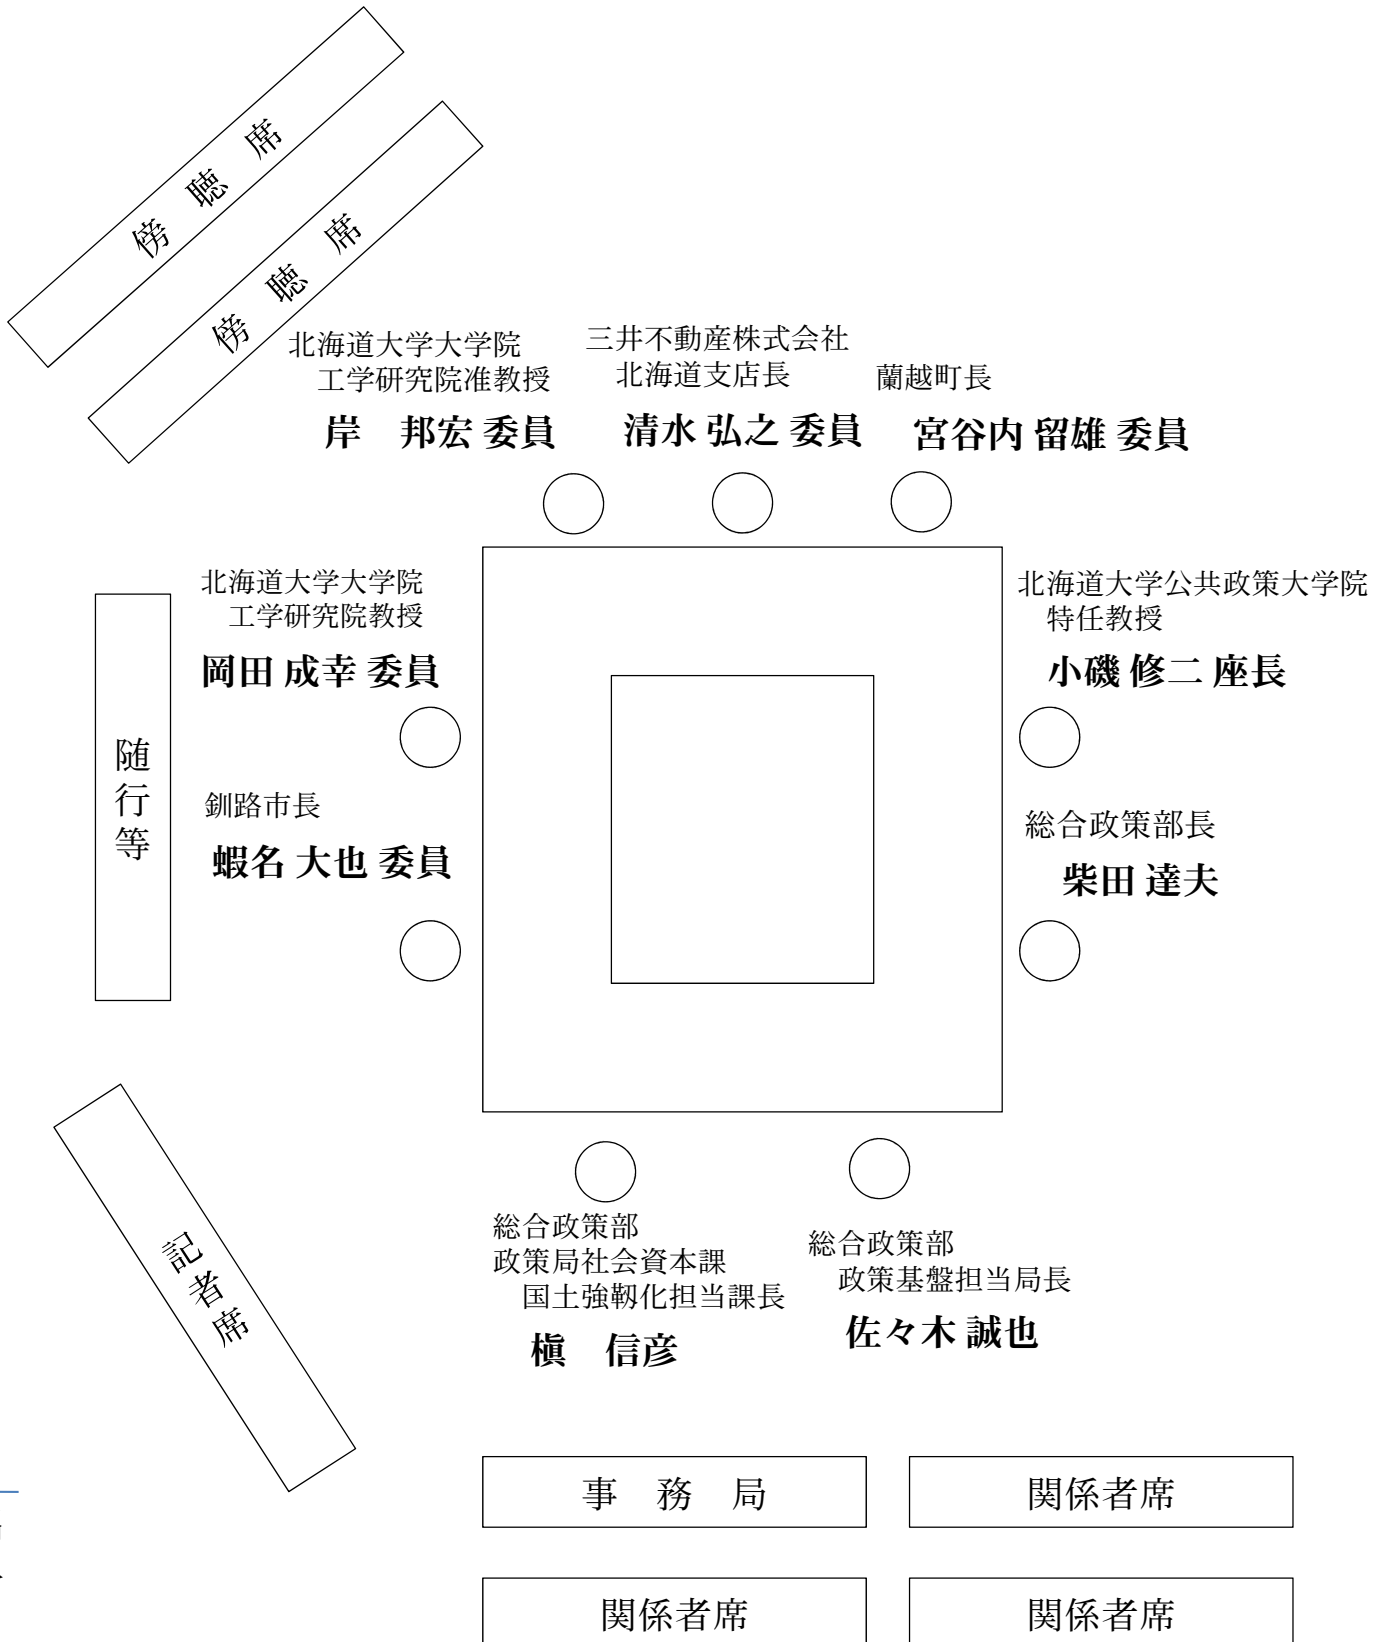 傍　聴　席
傍　聴　席
北海道大学大学院
工学研究院准教授
岸　邦宏 委員
三井不動産株式会社
北海道支店長
清水 弘之 委員
蘭越町長
宮谷内 留雄 委員
北海道大学大学院
工学研究院教授
岡田 成幸 委員
北海道大学公共政策大学院
特任教授
小磯 修二 座長
随行等
釧路市長
蝦名 大也 委員
総合政策部長
柴田 達夫
記者席
総合政策部
政策局社会資本課
国土強靱化担当課長
槇　信彦
総合政策部
政策基盤担当局長
佐々木 誠也
事　務　局
関係者席
関係者席
関係者席